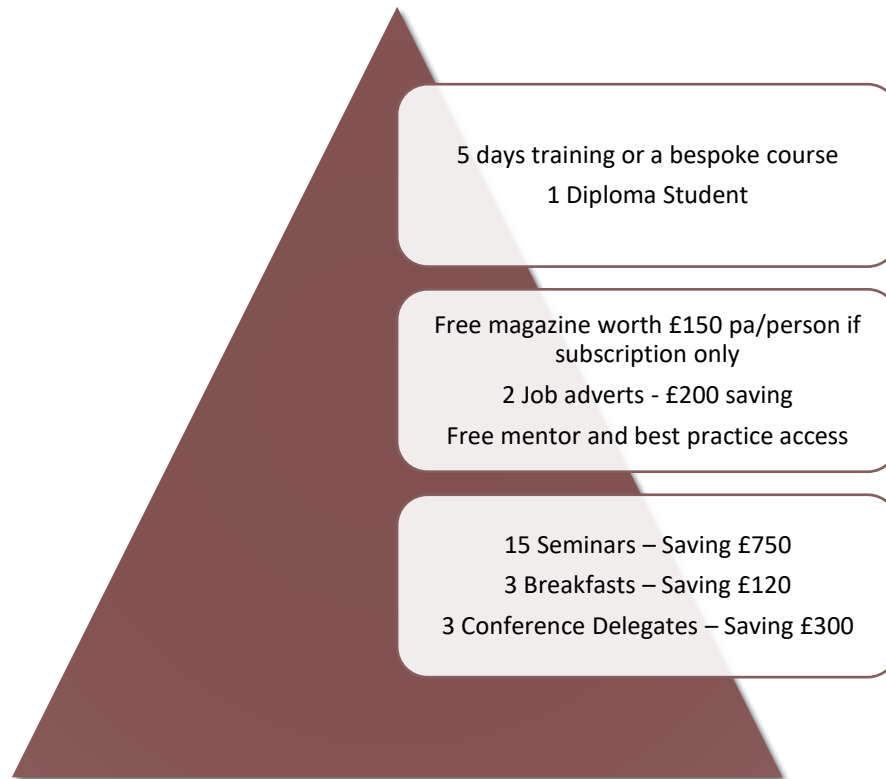 5 days training or a bespoke course
1 Diploma Student
Free magazine worth £150 pa/person if
subscription only
2 Job adverts - £200 saving
Free mentor and best practice access
15 Seminars – Saving £750
3 Breakfasts – Saving £120
3 Conference Delegates – Saving £300